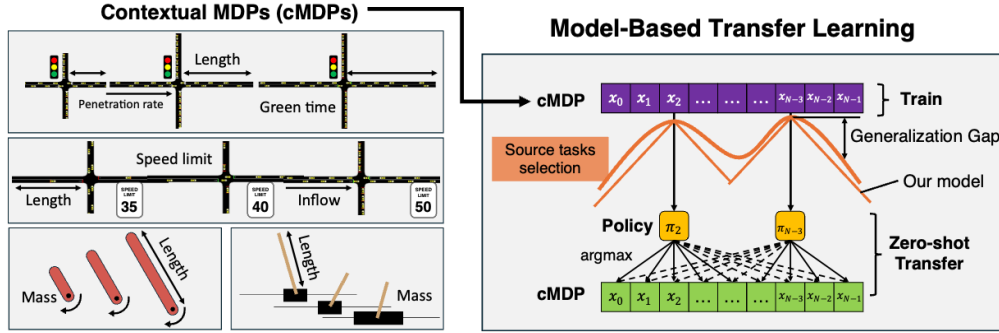 Contextual MDPs (cMDPs)
Length
Penetration rate
Green time
Speed limit
Length
SPEED LIMIT 35
SPEED LIMIT 40
Inflow
SPEED LIMIT 50
Length
Mass
Length
Mass
Model-Based Transfer Learning
cMDP
x0 x1 x2 ... ... ... xN−3 xN−2 xN−1
Train
Source tasks
selection
Generalization Gap
Our model
Policy
π2
πN−3
argmax
Zero-shot
Transfer
cMDP
x0 x1 x2 ... ... ... xN−3 xN−2 xN−1